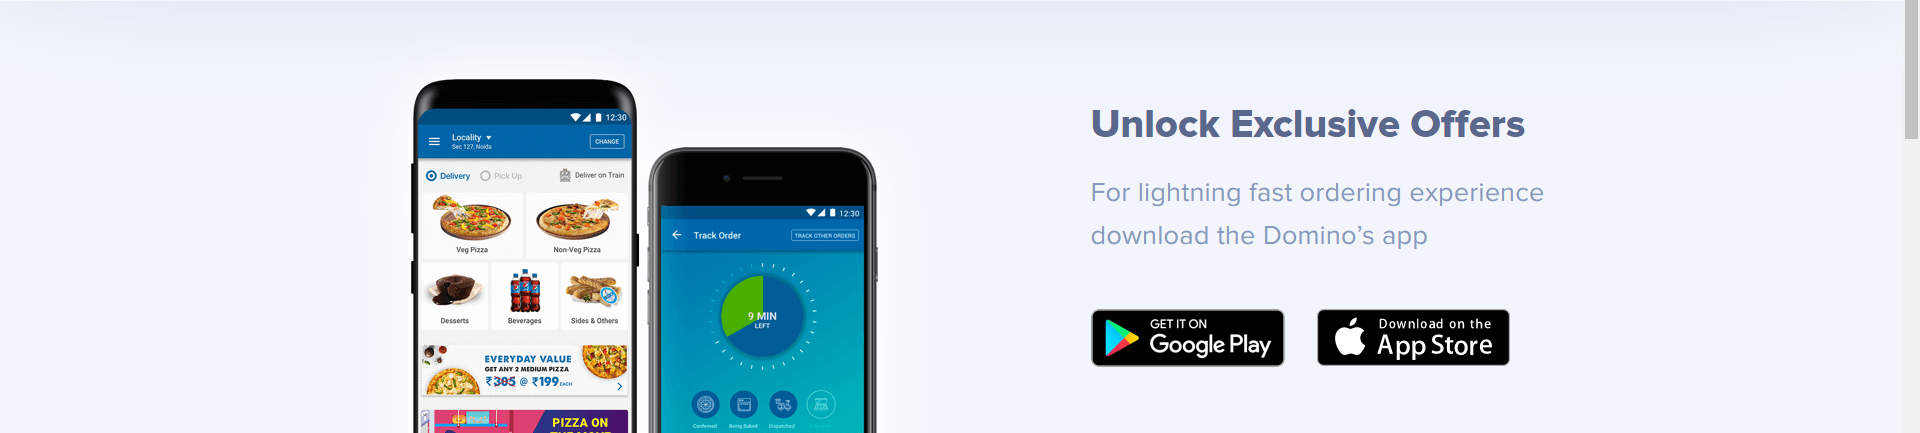 12:30
Locality
Sec 127, Noida
CHANGE
Delivery
Pick Up
Deliver on Train
Veg Pizza
Non-Veg Pizza
Desserts
Beverages
Sides & Others
EVERYDAY VALUE
GET ANY 2 MEDIUM PIZZA
₹305 @ ₹199 EACH
PIZZA ON
12:30
Track Order
TRACK OTHER ORDERS
9 MIN
LEFT
Confirmed
Being Baked
Dispatched
Unlock Exclusive Offers
For lightning fast ordering experience
download the Domino’s app
GET IT ON
Google Play
Download on the
App Store